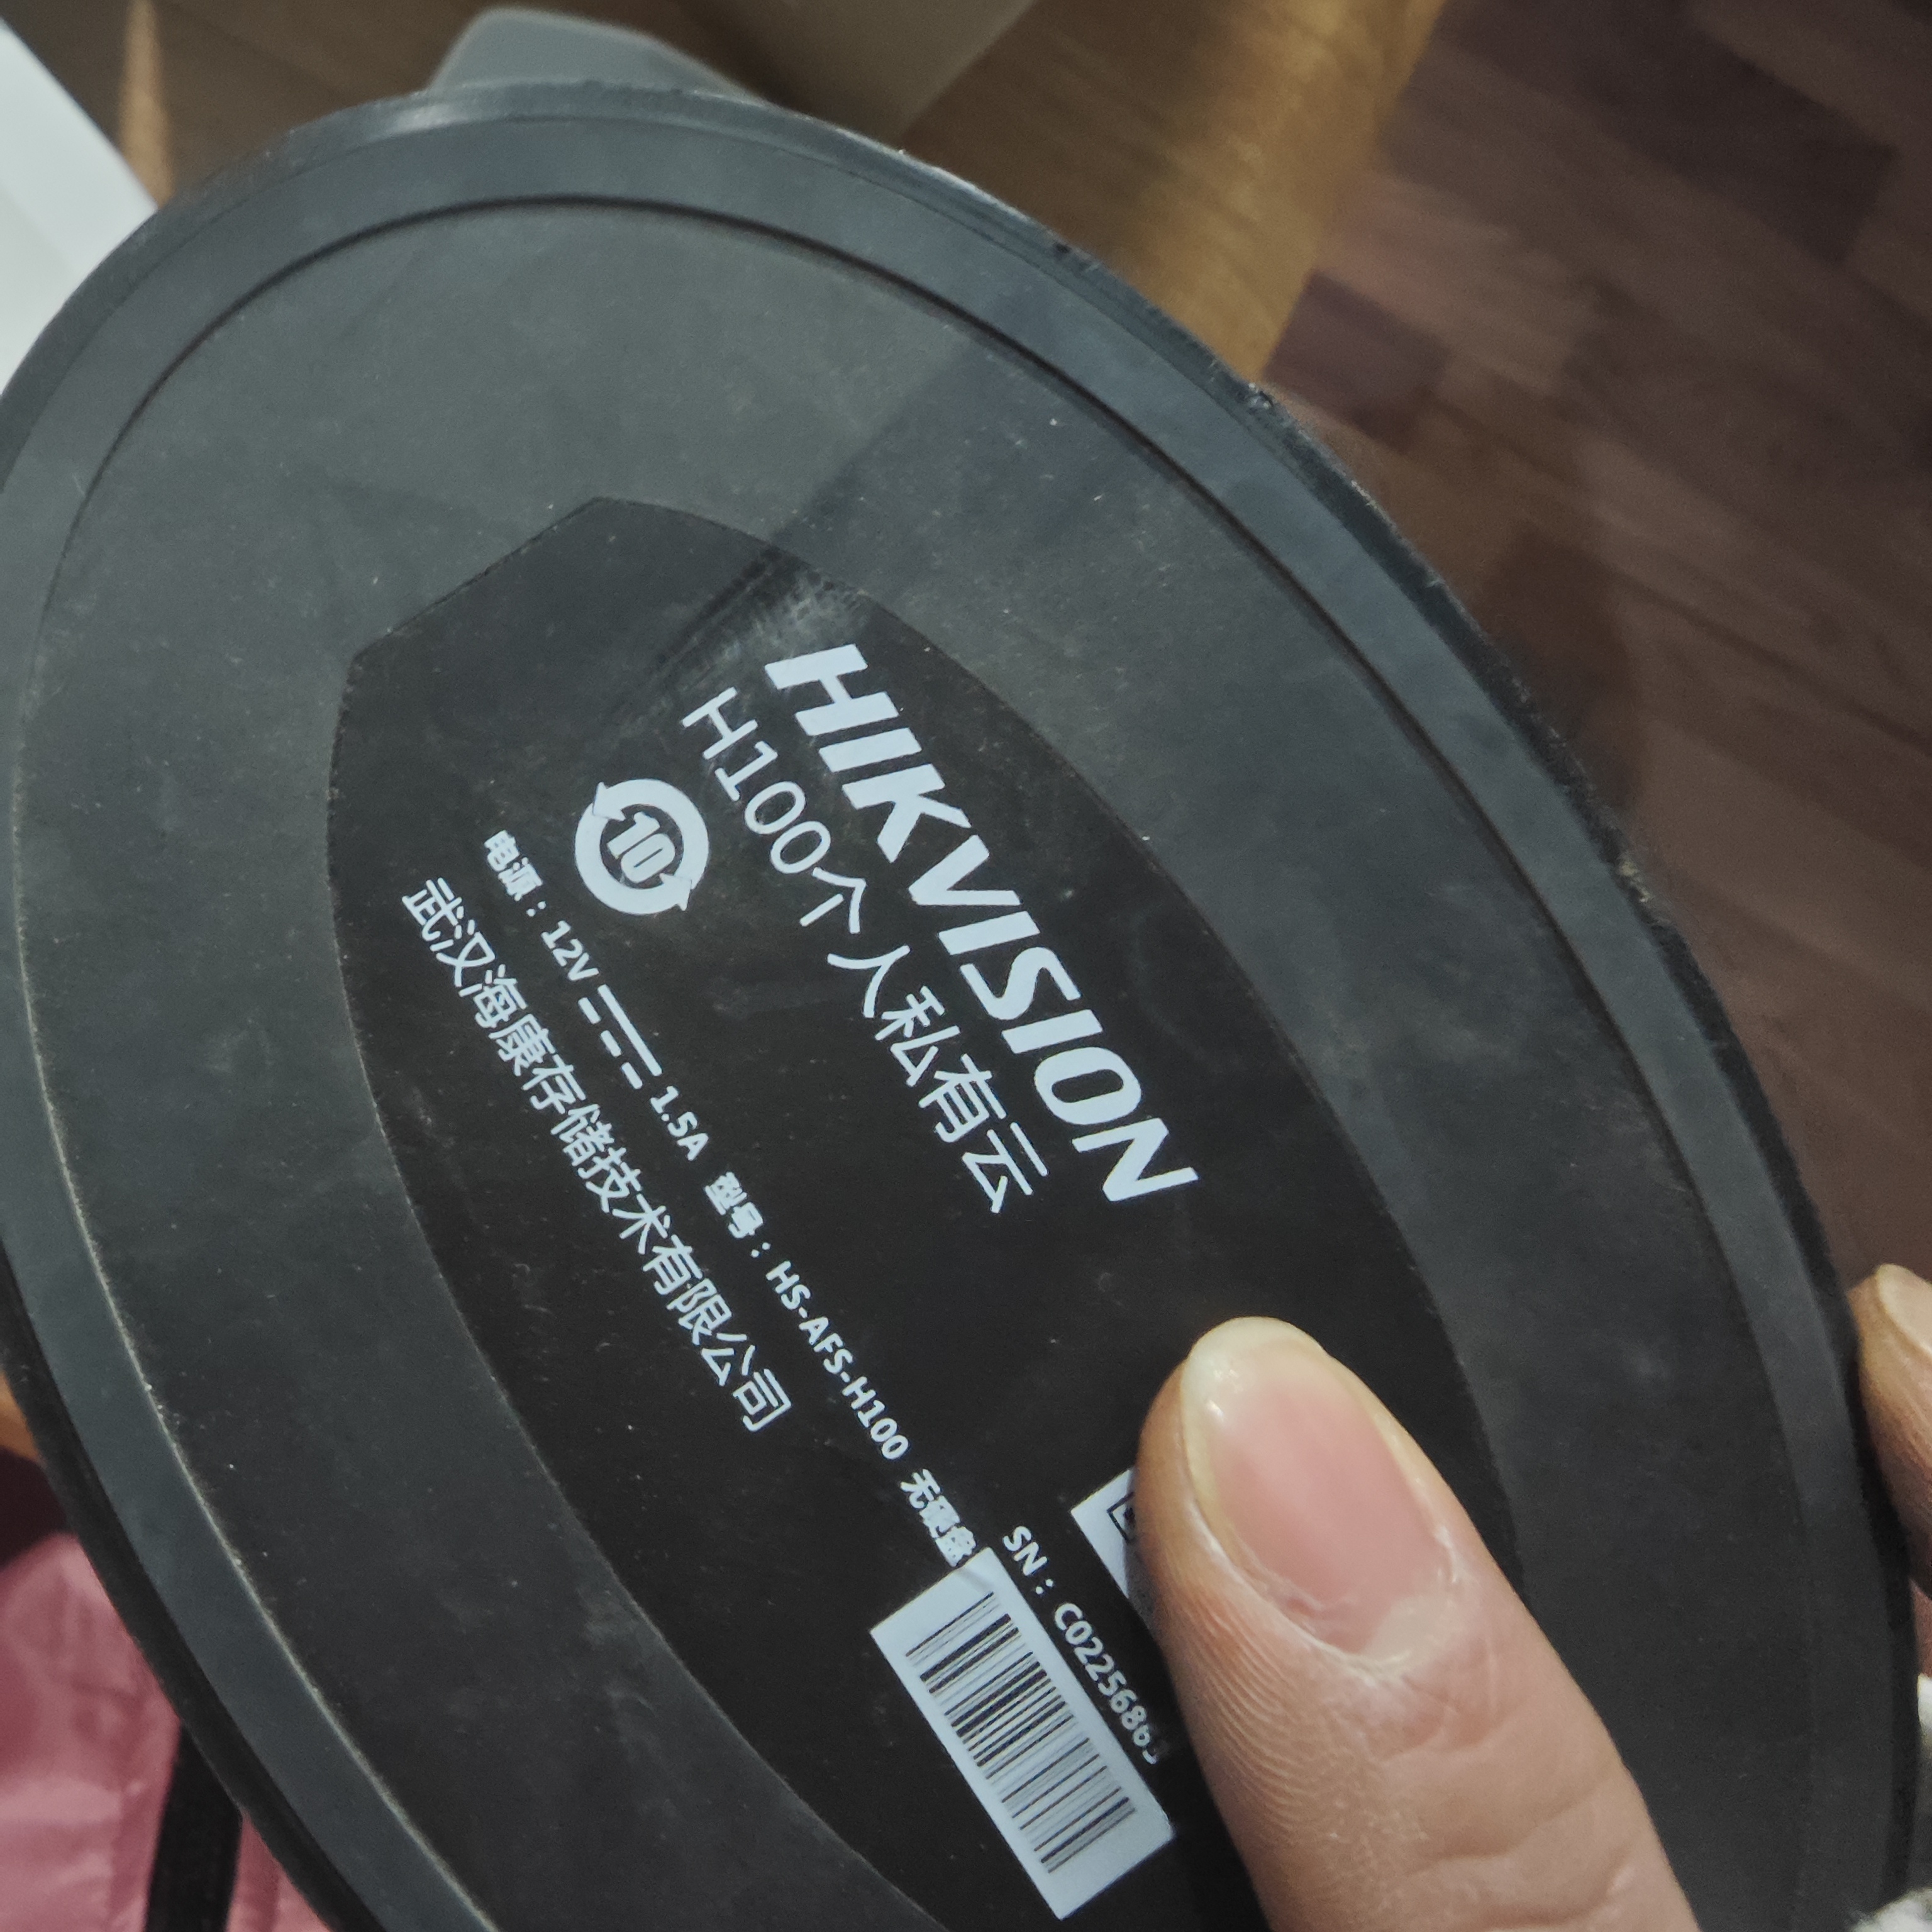 HIKVISION
H100个人私有云
10
电源：12V 1.5A 型号：HS-AFS-H100 无硬盘
武汉海康存储技术有限公司
SN：C02256863